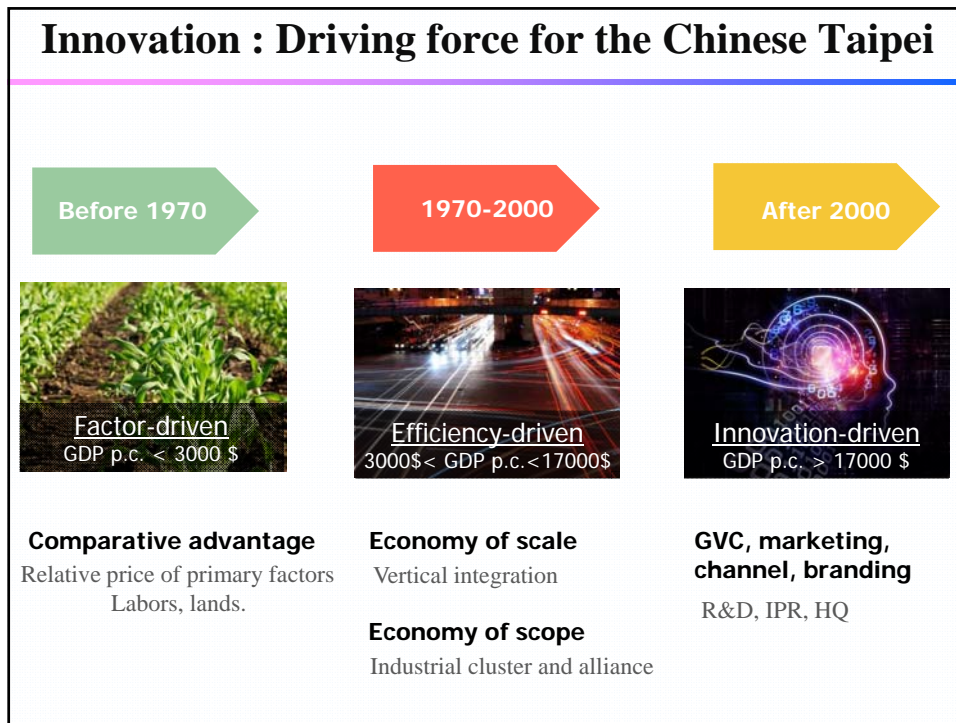 Innovation : Driving force for the Chinese Taipei
Before 1970
1970-2000
After 2000
Factor-driven
GDP p.c. < 3000 $
Efficiency-driven
3000$< GDP p.c.<17000$
Innovation-driven
GDP p.c. > 17000 $
Comparative advantage
Relative price of primary factors
Labors, lands.
Economy of scale
Vertical integration
Economy of scope
Industrial cluster and alliance
GVC, marketing,
channel, branding
R&D, IPR, HQ